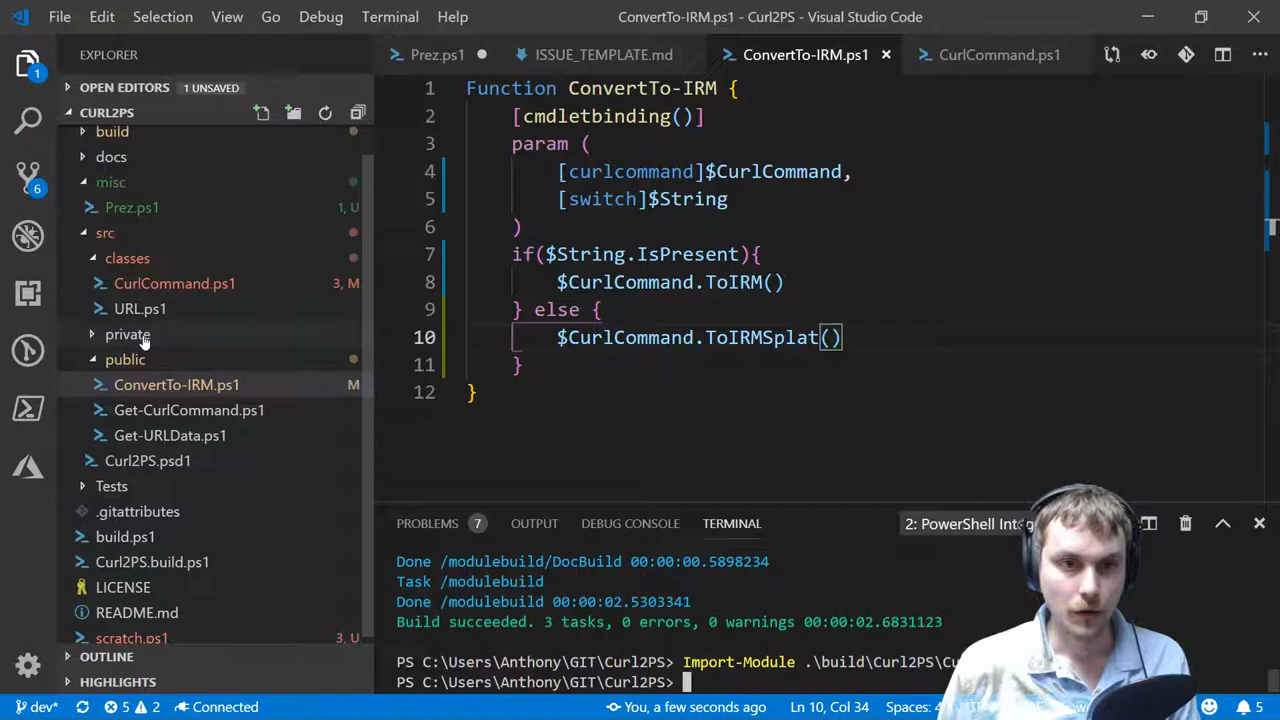 File Edit Selection View Go Debug Terminal Help ConvertTo-IRM.ps1 - Curl2PS - Visual Studio Code
EXPLORER
Prez.ps1 ISSUE_TEMPLATE.md ConvertTo-IRM.ps1 CurlCommand.ps1
1
OPEN EDITORS 1 UNSAVED
CURL2PS
build
docs
misc
Prez.ps1 1, U
6
src
classes
CurlCommand.ps1 3, M
URL.ps1
private
public
ConvertTo-IRM.ps1 M
Get-CurlCommand.ps1
Get-URLData.ps1
Curl2PS.psd1
Tests
.gitattributes
build.ps1
Curl2PS.build.ps1
LICENSE
README.md
scratch.ps1 3, U
OUTLINE
HIGHLIGHTS
1 Function ConvertTo-IRM {
2 [cmdletbinding()]
3 param (
4 [curlcommand]$CurlCommand,
5 [switch]$String
6 )
7 if($String.IsPresent){
8 $CurlCommand.ToIRM()
9 } else {
10 $CurlCommand.ToIRMSplat()
11 }
12 }
PROBLEMS 7 OUTPUT DEBUG CONSOLE TERMINAL 2: PowerShell Integ
Done /modulebuild/DocBuild 00:00:00.5898234
Task /modulebuild
Done /modulebuild 00:00:02.5303341
Build succeeded. 3 tasks, 0 errors, 0 warnings 00:00:02.6831123
PS C:\Users\Anthony\GIT\Curl2PS> Import-Module .\build\Curl2PS\Cu
PS C:\Users\Anthony\GIT\Curl2PS>
dev* 5 2 Connected You, a few seconds ago Ln 10, Col 34 Spaces: 5